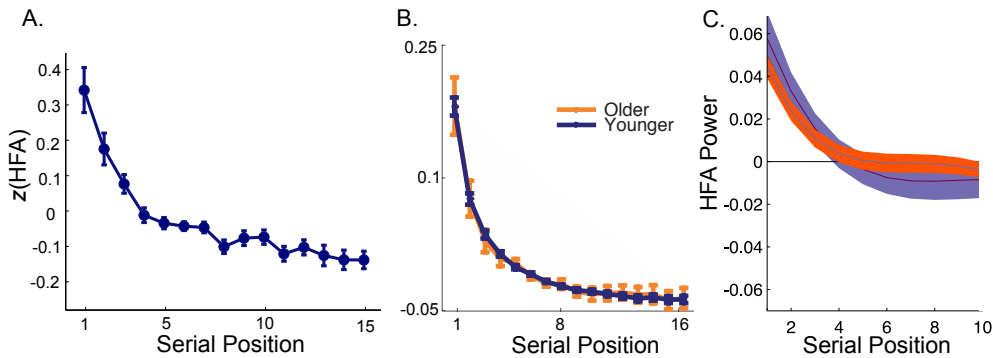 A.
z(HFA)
0.4
0.3
0.2
0.1
0
-0.1
-0.2
1
5
10
15
Serial Position
B.
0.25
0.1
-0.05
Older
Younger
1
8
16
Serial Position
C.
HFA Power
0.06
0.04
0.02
0
-0.02
-0.04
-0.06
2
4
6
8
10
Serial Position